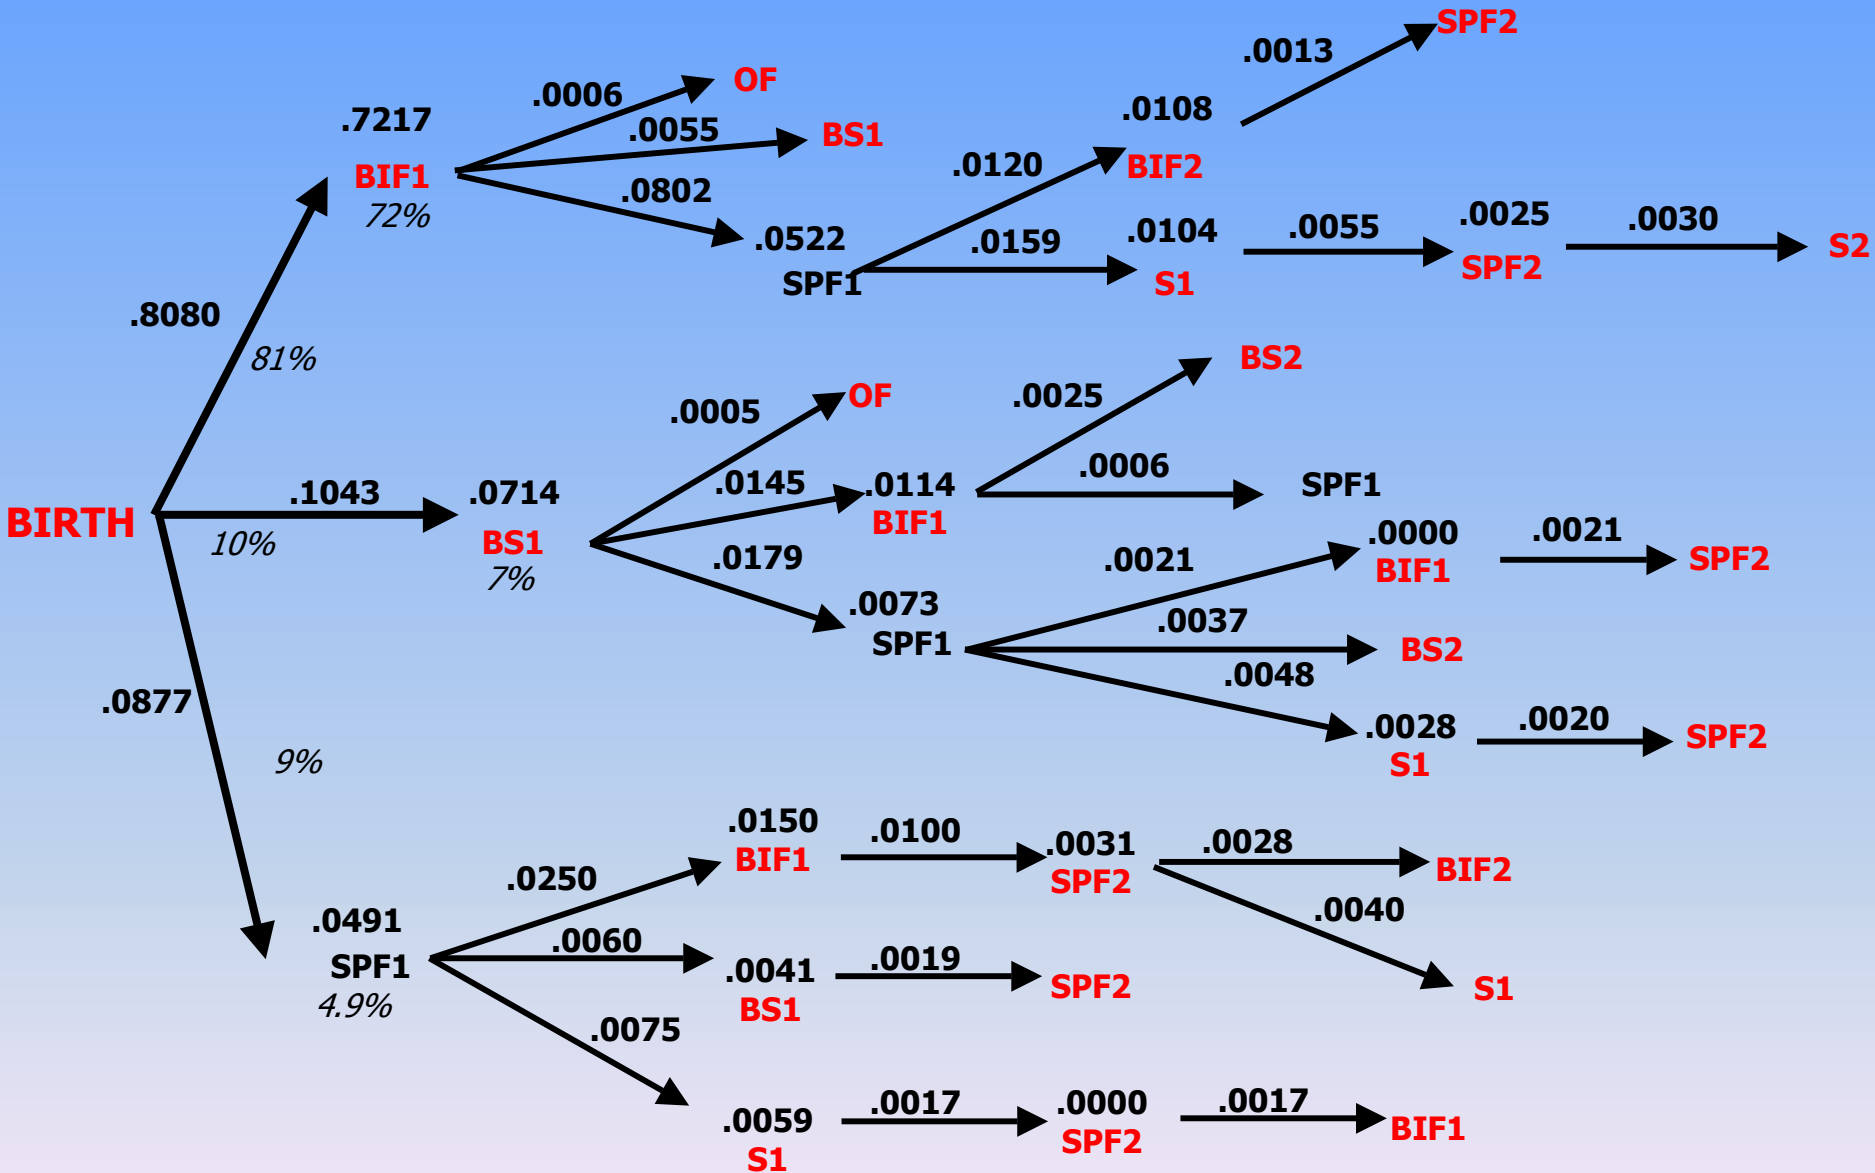 SPF2
.0013
OF
.0006
.7217
.0108
.0055
BS1
BIF1
.0120
BIF2
72%
.0802
.0522
SPF1
.0159
.0104
S1
.0055
.0025
SPF2
.0030
S2
.8080
81%
BS2
.0005
OF
.0025
.0145
.0114
BIF1
.0006
SPF1
BIRTH
.1043
10%
.0714
BS1
7%
.0179
.0073
SPF1
.0021
.0000
BIF1
.0021
SPF2
.0037
BS2
.0048
.0028
S1
.0020
SPF2
.0877
9%
.0150
BIF1
.0100
.0031
SPF2
.0028
BIF2
.0250
.0040
.0491
SPF1
4.9%
.0060
.0041
BS1
.0019
SPF2
S1
.0075
.0059
S1
.0017
.0000
SPF2
.0017
BIF1